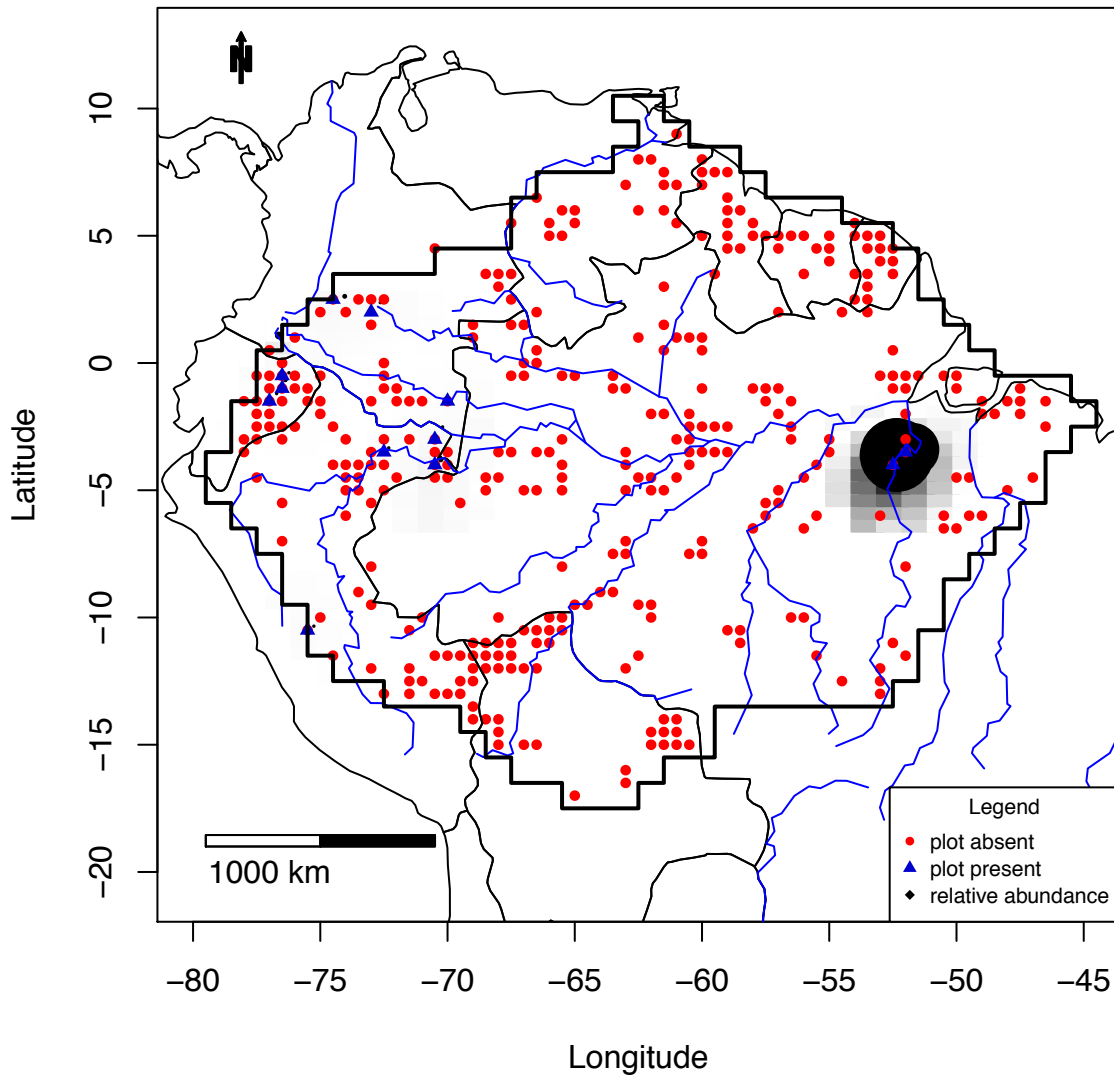 N
10
5
0
−5
−10
−15
−20
Latitude
1000 km
Legend
plot absent
plot present
relative abundance
−80
−75
−70
−65
−60
−55
−50
−45
Longitude